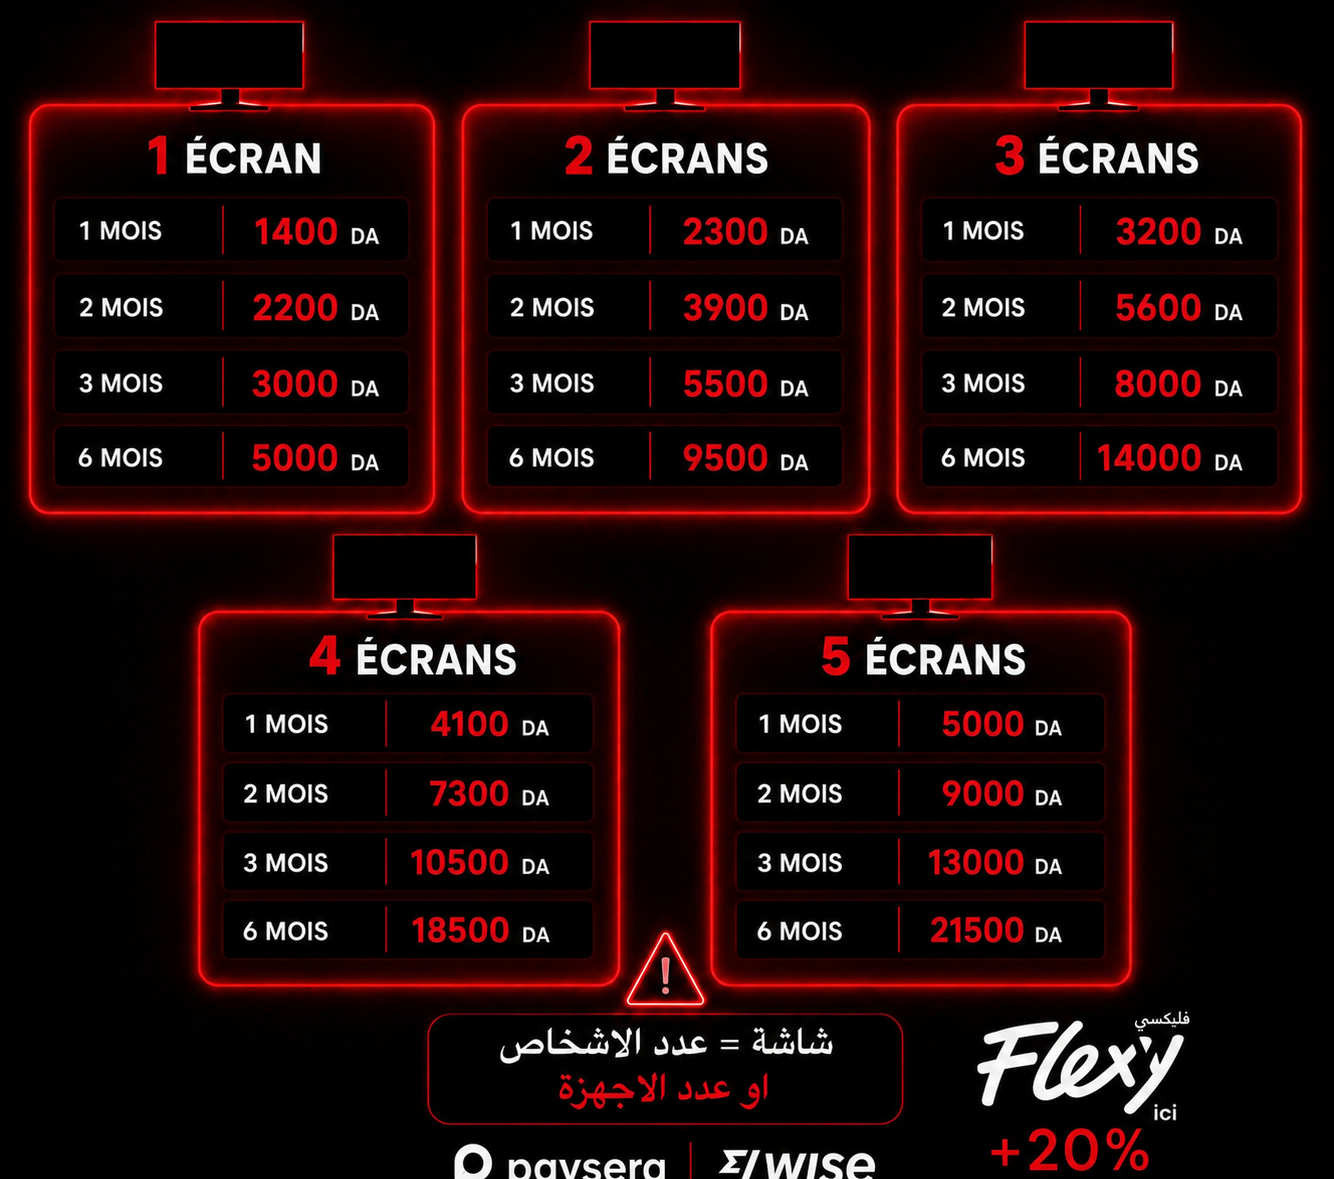 1 ÉCRAN
1 MOIS 1400 DA
2 MOIS 2200 DA
3 MOIS 3000 DA
6 MOIS 5000 DA
2 ÉCRANS
1 MOIS 2300 DA
2 MOIS 3900 DA
3 MOIS 5500 DA
6 MOIS 9500 DA
3 ÉCRANS
1 MOIS 3200 DA
2 MOIS 5600 DA
3 MOIS 8000 DA
6 MOIS 14000 DA
4 ÉCRANS
1 MOIS 4100 DA
2 MOIS 7300 DA
3 MOIS 10500 DA
6 MOIS 18500 DA
5 ÉCRANS
1 MOIS 5000 DA
2 MOIS 9000 DA
3 MOIS 13000 DA
6 MOIS 21500 DA
!
شاشة = عدد الاشخاص
او عدد الاجهزة
فليكسي
Flexy
ici
+20%
paysera
wise